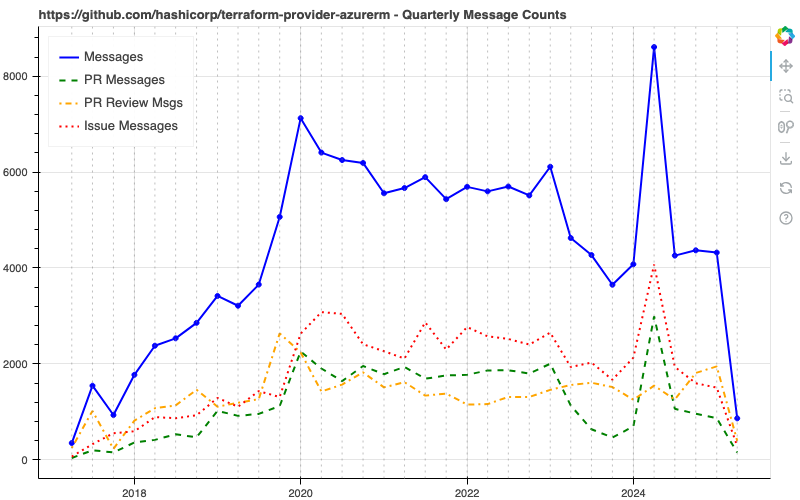 https://github.com/hashicorp/terraform-provider-azurerm - Quarterly Message Counts
Messages
PR Messages
PR Review Msgs
Issue Messages
8000
6000
4000
2000
0
2018
2020
2022
2024